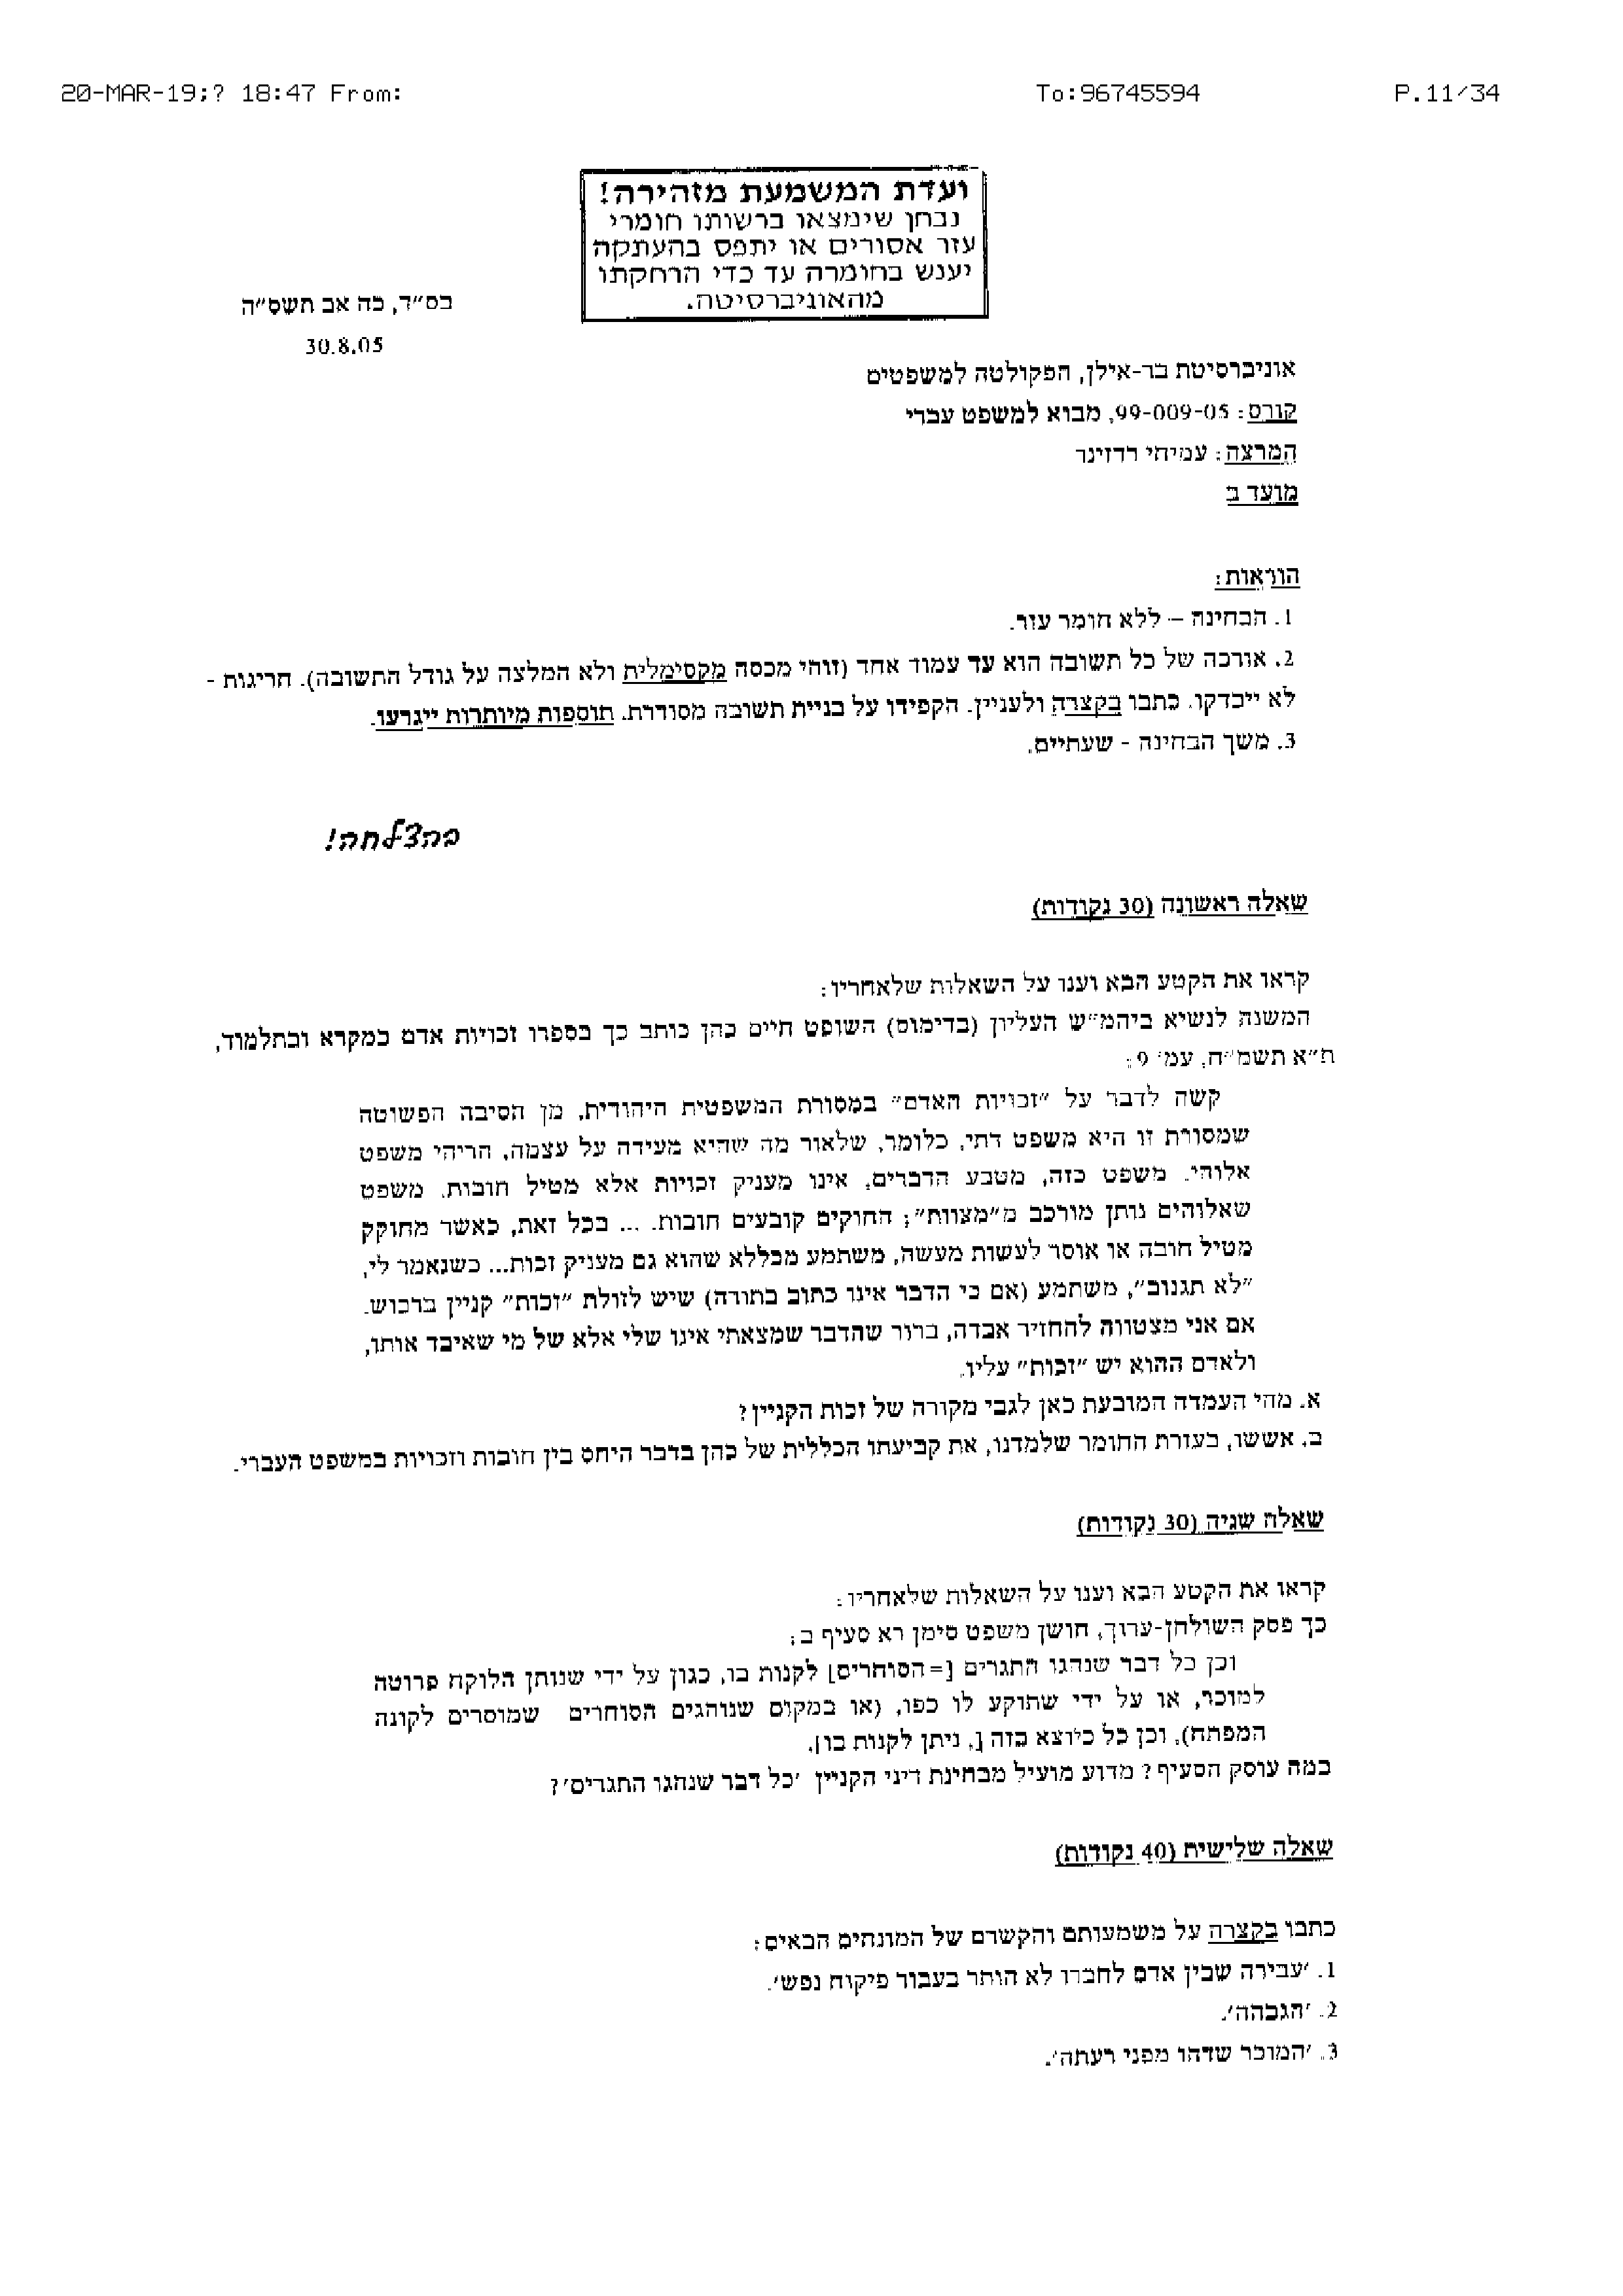 20-MAR-19;? 18:47 From: To:96745594 P.11/34
ועדת המשמעת מזהירה!
נבחן שימצאו ברשותו חומרי
עזר אסורים או יתפס בהעתקה
יענש בחומרה עד כדי הרחקתו
מהאוניברסיטה.
בס״ד, כה אב תשס״ה
30.8.05
אוניברסיטת בר-אילן, הפקולטה למשפטים
קורס: 99-009-05, מבוא למשפט עברי
המרצה: עמיחי רדזינר
מועד ב
הוראות:
1. הבחינה – ללא חומר עזר.
2. אורכה של כל תשובה הוא עד עמוד אחד (זוהי מכסה מקסימלית ולא המלצה על גודל התשובה). חריגות -
לא ייבדקו. כתבו בקצרה ולעניין. הקפידו על בניית תשובה מסודרת. תוספות מיותרות ייגרעו.
3. משך הבחינה - שעתיים.
בהצלחה!
שאלה ראשונה (30 נקודות)
קראו את הקטע הבא וענו על השאלות שלאחריו:
המשנה לנשיא ביהמ״ש העליון (בדימוס) השופט חיים כהן כותב כך בספרו זכויות אדם במקרא ובתלמוד,
ת״א תשמ״ח, עמ׳ 9:
קשה לדבר על ״זכויות האדם״ במסורת המשפטית היהודית, מן הסיבה הפשוטה
שמסורת זו היא משפט דתי, כלומר, שלאור מה שהיא מעידה על עצמה, הריהי משפט
אלוהי. משפט כזה, מטבע הדברים, אינו מעניק זכויות אלא מטיל חובות. משפט
שאלוהים נותן מורכב מ״מצוות״; החוקים קובעים חובות. ... בכל זאת, כאשר מחוקק
מטיל חובה או אוסר לעשות מעשה, משתמע מכללא שהוא גם מעניק זכות... כשנאמר לי,
״לא תגנוב״, משתמע (אם כי הדבר אינו כתוב בתורה) שיש לזולת ״זכות״ קניין ברכוש.
אם אני מצטווה להחזיר אבדה, ברור שהדבר שמצאתי אינו שלי אלא של מי שאיבד אותו,
ולאדם ההוא יש ״זכות״ עליו.
א. מהי העמדה המובעת כאן לגבי מקורה של זכות הקניין?
ב. אששו, בעזרת החומר שלמדנו, את קביעתו הכללית של כהן בדבר היחס בין חובות וזכויות במשפט העברי.
שאלה שניה (30 נקודות)
קראו את הקטע הבא וענו על השאלות שלאחריו:
כך פסק השולחן-ערוך, חושן משפט סימן רא סעיף ב:
וכן כל דבר שנהגו התגרים [=הסוחרים] לקנות בו, כגון על ידי שנותן הלוקח פרוטה
למוכר, או על ידי שתוקע לו כפו, (או במקום שנוהגים הסוחרים שמוסרים לקונה
המפתח), וכן כל כיוצא בזה [, ניתן לקנות בו].
במה עוסק הסעיף? מדוע מועיל מבחינת דיני הקניין ׳כל דבר שנהגו התגרים׳?
שאלה שלישית (40 נקודות)
כתבו בקצרה על משמעותם והקשרם של המונחים הבאים:
1. ׳עבירה שבין אדם לחברו לא הותר בעבור פיקוח נפש׳.
2. ׳הגבהה׳.
3. ׳המוכר שדהו מפני רעתה׳.